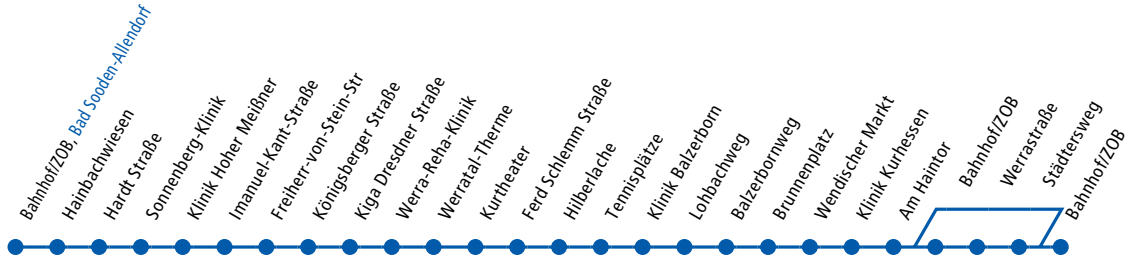 Bahnhof/ZOB, Bad Sooden-Allendorf
Hainbachwiesen
Hardt Straße
Sonnenberg-Klinik
Klinik Hoher Meißner
Imanuel-Kant-Straße
Freiherr-von-Stein-Str
Königsberger Straße
Kiga Dresdner Straße
Werra-Reha-Klinik
Werratal-Therme
Kurtheater
Ferd Schlemm Straße
Hilberlache
Tennisplätze
Klinik Balzerborn
Lohbachweg
Balzerbornweg
Brunnenplatz
Wendischer Markt
Klinik Kurhessen
Am Haintor
Bahnhof/ZOB
Werrastraße
Städtersweg
Bahnhof/ZOB